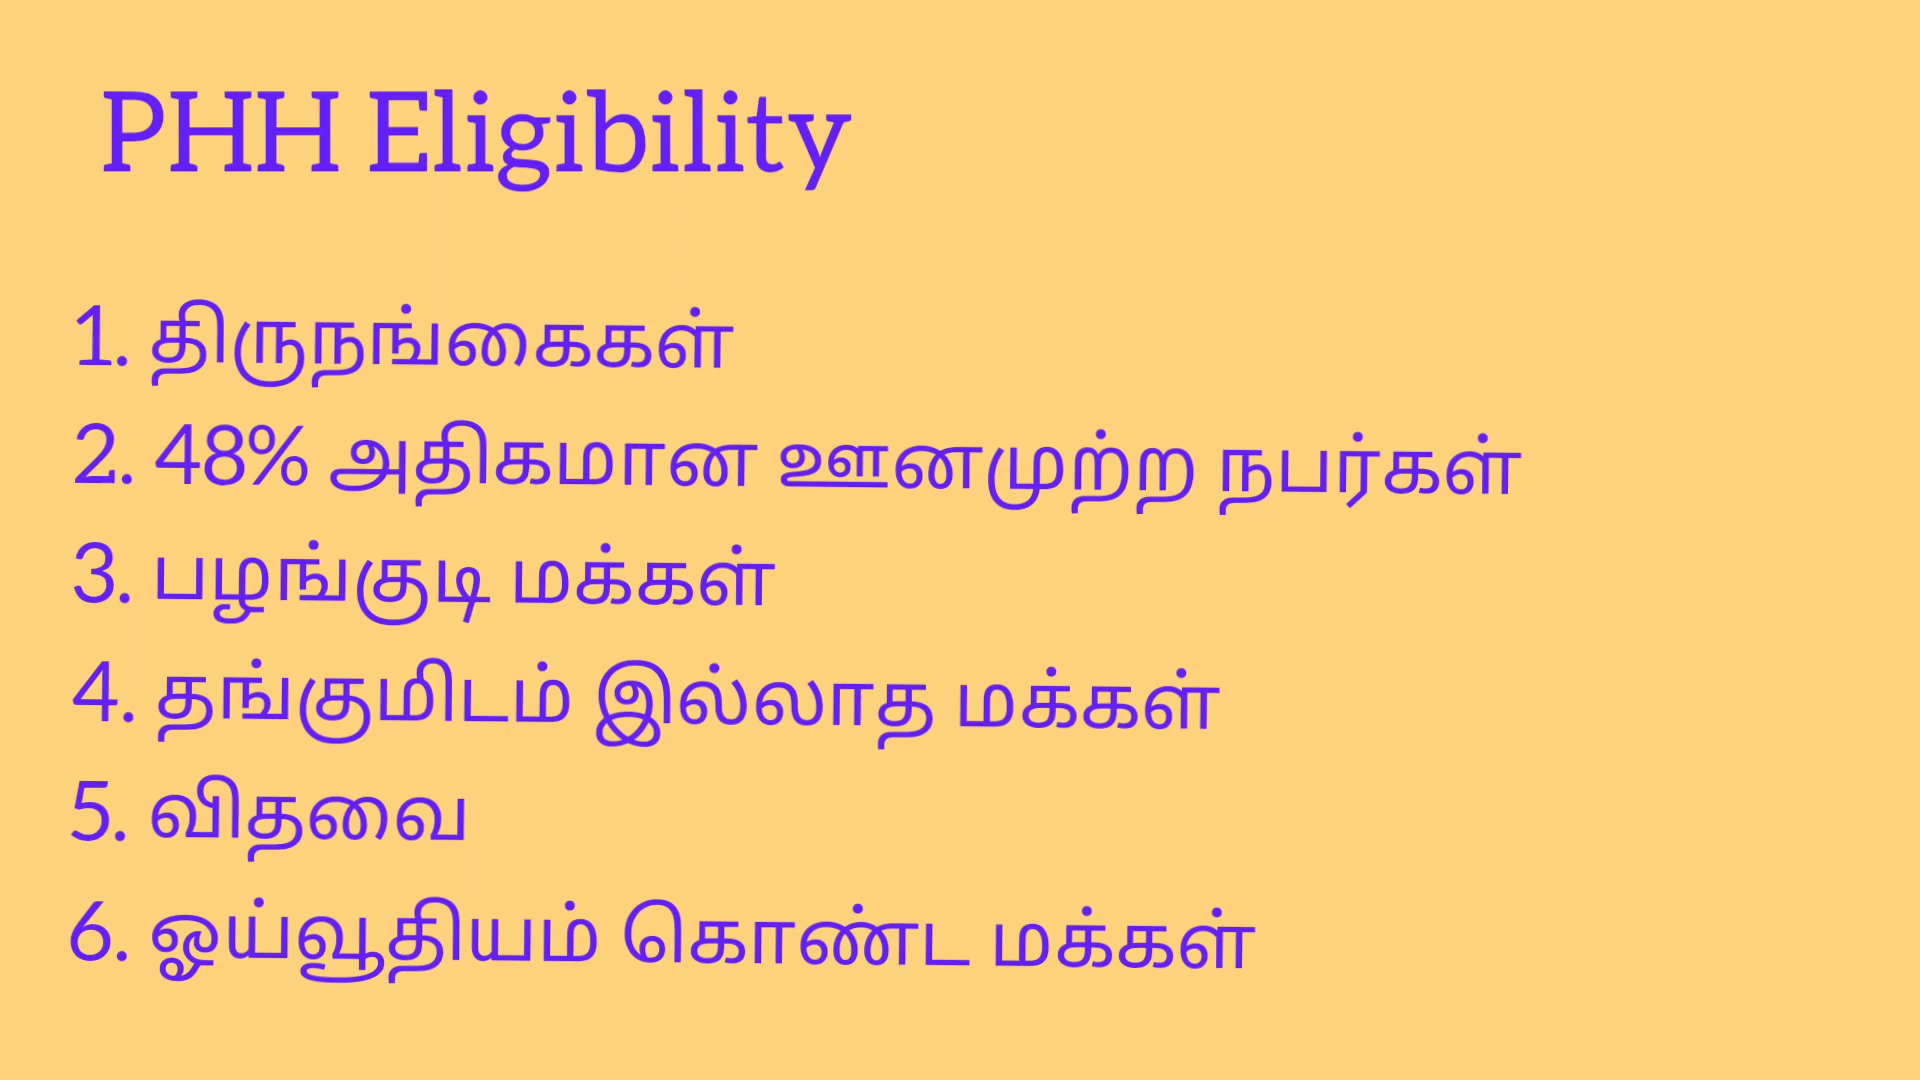 PHH Eligibility
1. திருநங்கைகள்
2. 48% அதிகமான ஊனமுற்ற நபர்கள்
3. பழங்குடி மக்கள்
4. தங்குமிடம் இல்லாத மக்கள்
5. விதவை
6. ஓய்வூதியம் கொண்ட மக்கள்